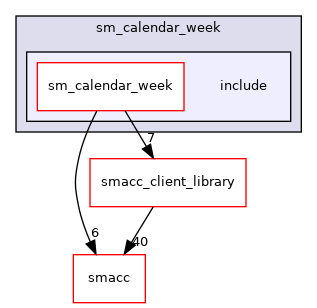 sm_calendar_week
sm_calendar_week include
7
smacc_client_library
6 40
smacc